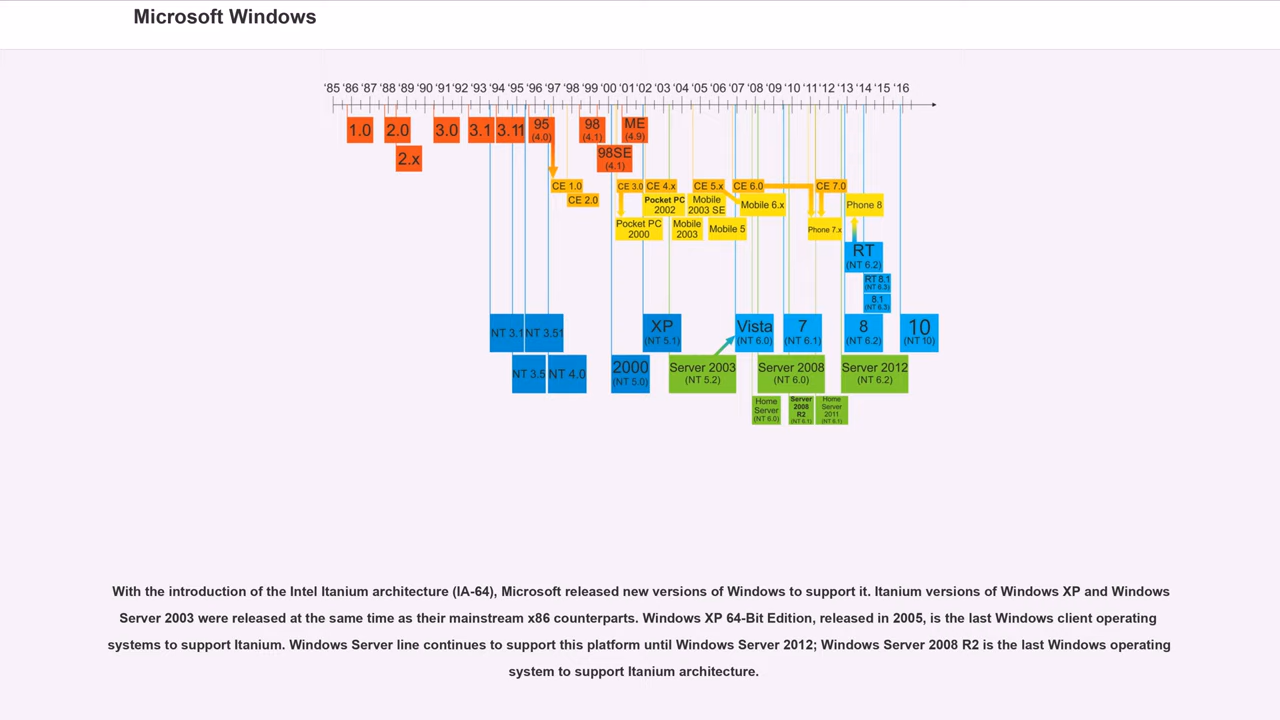 Microsoft Windows
'85 '86 '87 '88 '89 '90 '91 '92 '93 '94 '95 '96 '97 '98 '99 '00 '01 '02 '03 '04 '05 '06 '07 '08 '09 '10 '11 '12 '13 '14 '15 '16
1.0 2.0 3.0 3.1 3.11 95 98 ME
(4.0) (4.1) (4.9)
2.x 98SE
(4.1)
CE 1.0 CE 3.0 CE 4.x CE 5.x CE 6.0 CE 7.0
CE 2.0 Pocket PC Mobile Mobile 6.x Phone 8
2002 2003 SE
Pocket PC Mobile Mobile 5 Phone 7.x
2000 2003
RT
(NT 6.2)
RT 8.1
(NT 6.3)
8.1
(NT 6.3)
NT 3.1 NT 3.51 XP Vista 7 8 10
(NT 5.1) (NT 6.0) (NT 6.1) (NT 6.2) (NT 10)
NT 3.5 NT 4.0 2000 Server 2003 Server 2008 Server 2012
(NT 5.0) (NT 5.2) (NT 6.0) (NT 6.2)
Home Server Home
Server 2008 Server
(NT 6.0) R2 2011
(NT 6.1) (NT 6.1)
With the introduction of the Intel Itanium architecture (IA-64), Microsoft released new versions of Windows to support it. Itanium versions of Windows XP and Windows
Server 2003 were released at the same time as their mainstream x86 counterparts. Windows XP 64-Bit Edition, released in 2005, is the last Windows client operating
systems to support Itanium. Windows Server line continues to support this platform until Windows Server 2012; Windows Server 2008 R2 is the last Windows operating
system to support Itanium architecture.